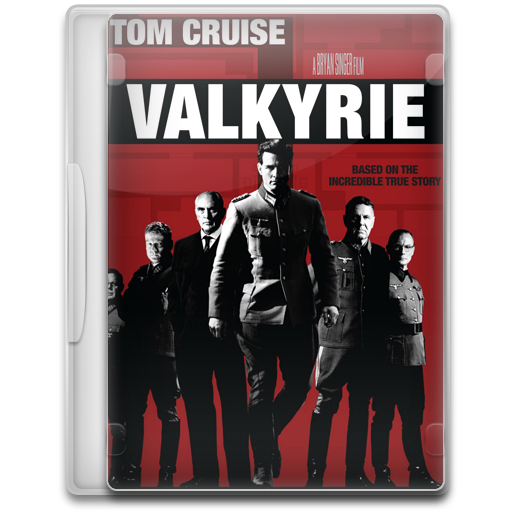 TOM CRUISE
A BRYAN SINGER FILM
VALKYRIE
BASED ON THE
INCREDIBLE TRUE STORY